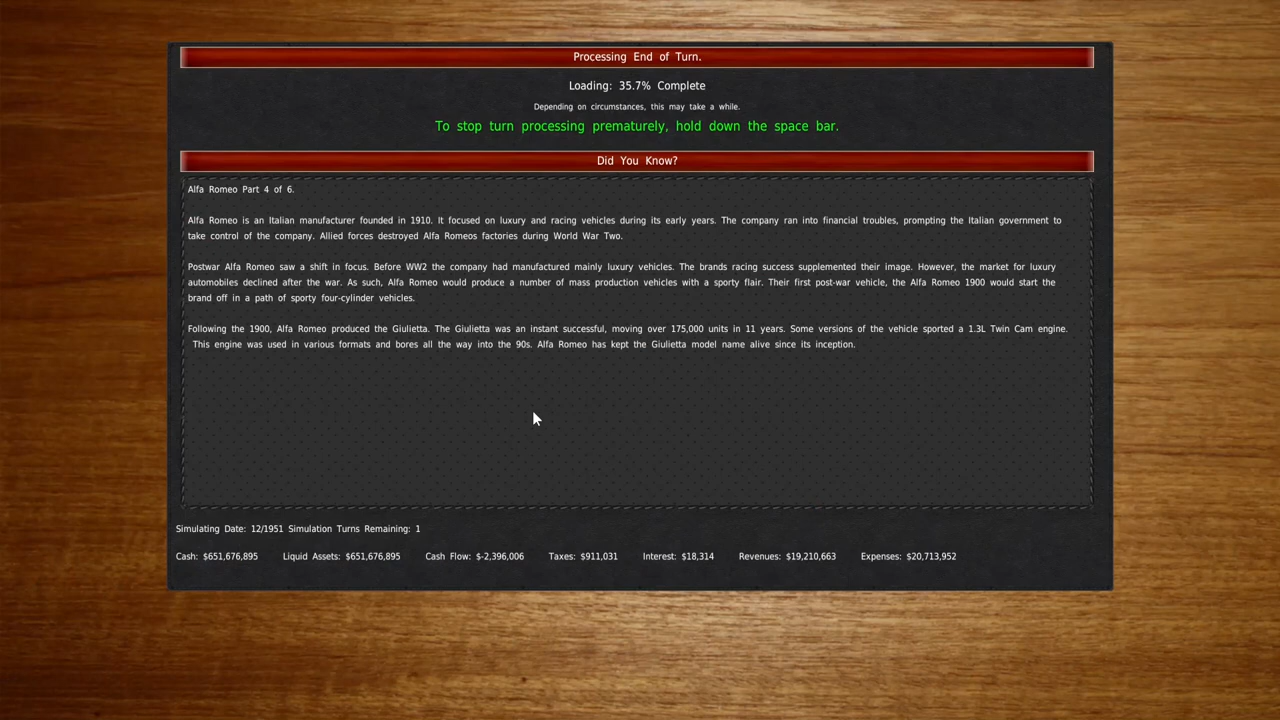 Processing End of Turn.
Loading: 35.7% Complete
Depending on circumstances, this may take a while.
To stop turn processing prematurely, hold down the space bar.
Did You Know?
Alfa Romeo Part 4 of 6.
Alfa Romeo is an Italian manufacturer founded in 1910. It focused on luxury and racing vehicles during its early years. The company ran into financial troubles, prompting the Italian government to
take control of the company. Allied forces destroyed Alfa Romeos factories during World War Two.
Postwar Alfa Romeo saw a shift in focus. Before WW2 the company had manufactured mainly luxury vehicles. The brands racing success supplemented their image. However, the market for luxury
automobiles declined after the war. As such, Alfa Romeo would produce a number of mass production vehicles with a sporty flair. Their first post-war vehicle, the Alfa Romeo 1900 would start the
brand off in a path of sporty four-cylinder vehicles.
Following the 1900, Alfa Romeo produced the Giulietta. The Giulietta was an instant successful, moving over 175,000 units in 11 years. Some versions of the vehicle sported a 1.3L Twin Cam engine.
This engine was used in various formats and bores all the way into the 90s. Alfa Romeo has kept the Giulietta model name alive since its inception.
Simulating Date: 12/1951 Simulation Turns Remaining: 1
Cash: $651,676,895 Liquid Assets: $651,676,895 Cash Flow: $-2,396,006 Taxes: $911,031 Interest: $18,314 Revenues: $19,210,663 Expenses: $20,713,952